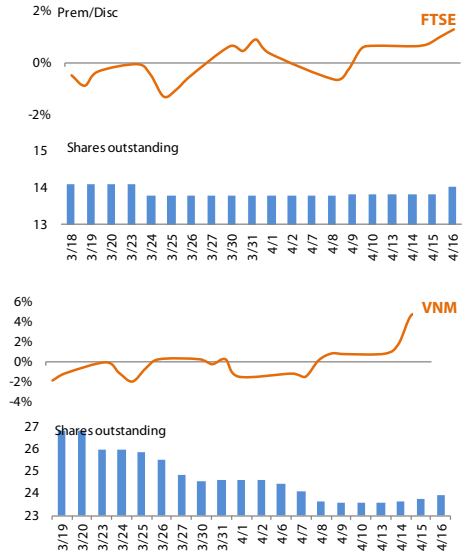 2%
Prem/Disc
FTSE
0%
-2%
15
Shares outstanding
14
13
3/18 3/19 3/20 3/23 3/24 3/25 3/26 3/27 3/30 3/31 4/1 4/2 4/7 4/8 4/9 4/10 4/13 4/14 4/15 4/16
6%
VNM
4%
2%
0%
-2%
-4%
27
Shares outstanding
26
25
24
23
3/19 3/20 3/23 3/24 3/25 3/26 3/27 3/30 3/31 4/1 4/2 4/6 4/7 4/8 4/9 4/10 4/13 4/14 4/15 4/16